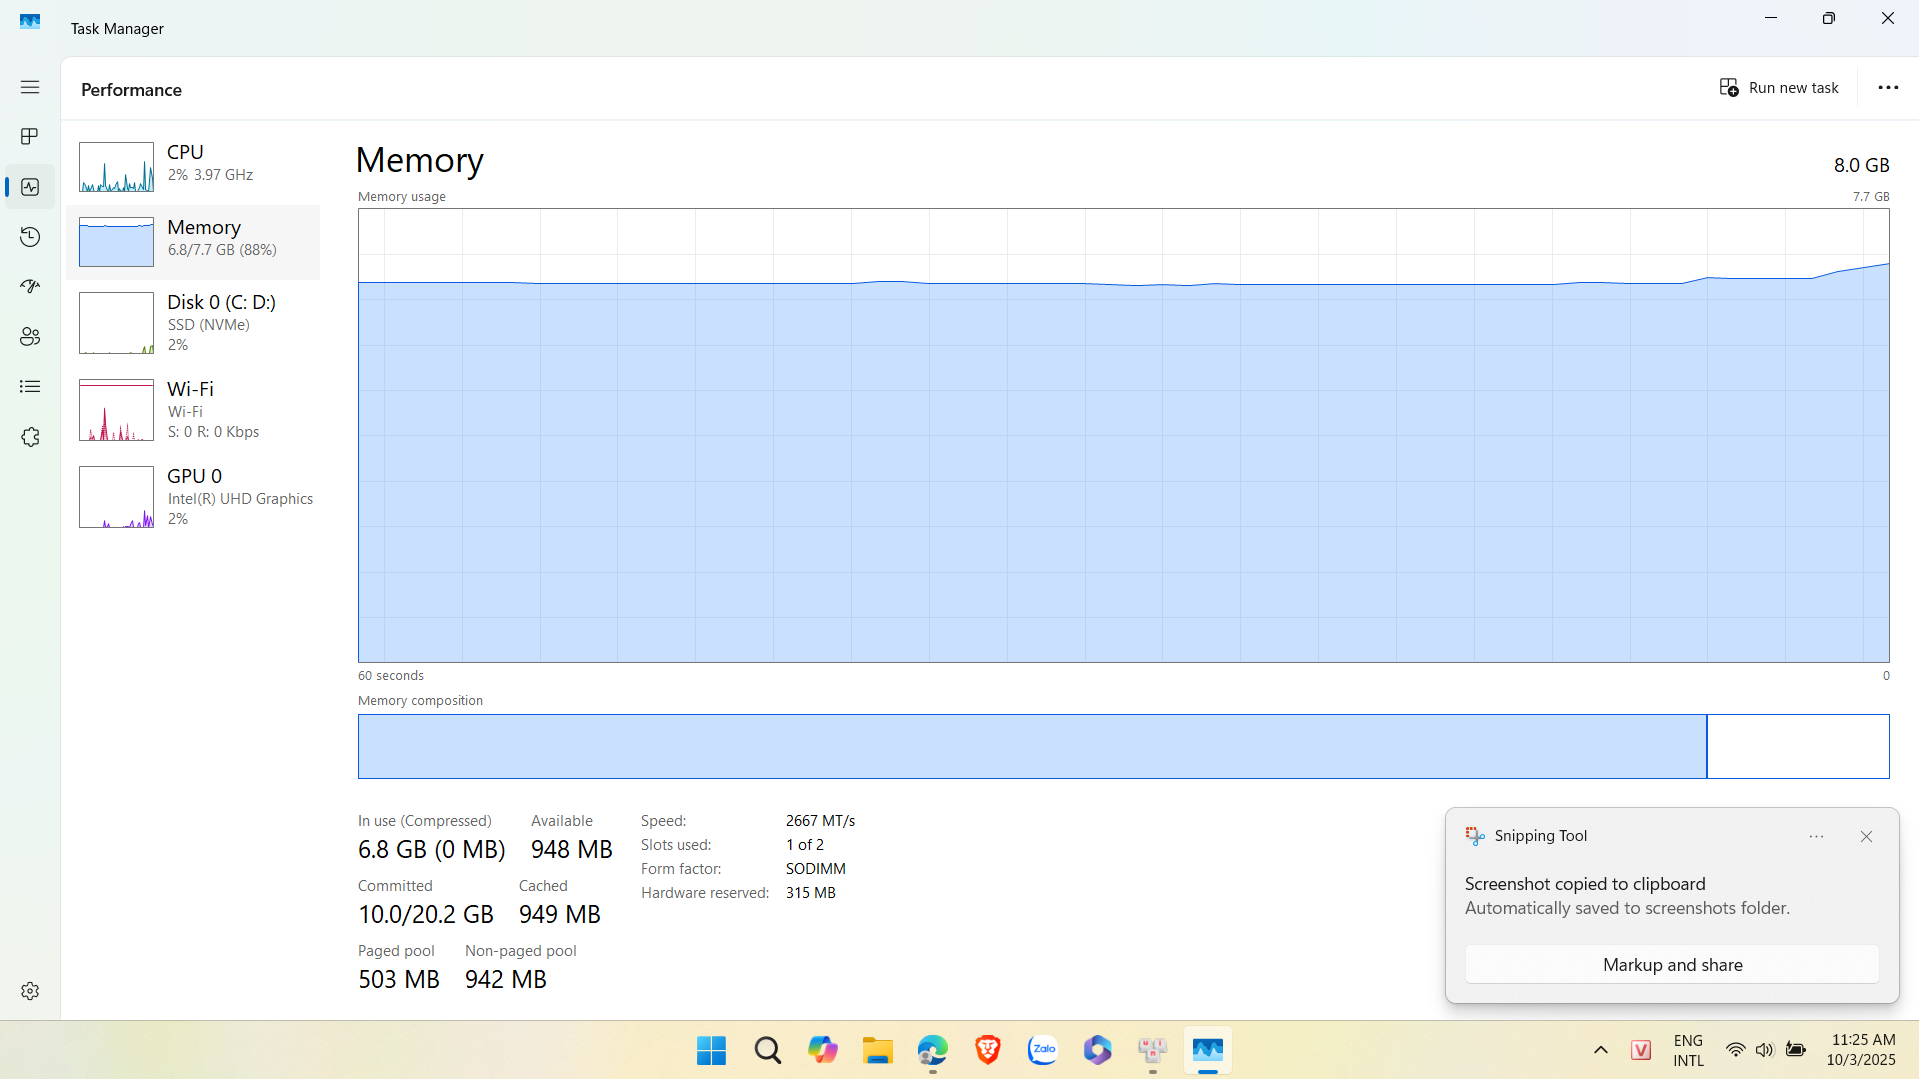 Task Manager
Performance
Run new task
CPU
2% 3.97 GHz
Memory
6.8/7.7 GB (88%)
Disk 0 (C: D:)
SSD (NVMe)
2%
Wi-Fi
Wi-Fi
S: 0 R: 0 Kbps
GPU 0
Intel(R) UHD Graphics
2%
Memory
8.0 GB
Memory usage
7.7 GB
60 seconds
0
Memory composition
In use (Compressed)
6.8 GB (0 MB)
Available
948 MB
Committed
10.0/20.2 GB
Cached
949 MB
Paged pool
503 MB
Non-paged pool
942 MB
Speed: 2667 MT/s
Slots used: 1 of 2
Form factor: SODIMM
Hardware reserved: 315 MB
Snipping Tool
Screenshot copied to clipboard
Automatically saved to screenshots folder.
Markup and share
Zalo
V
ENG
INTL
11:25 AM
10/3/2025